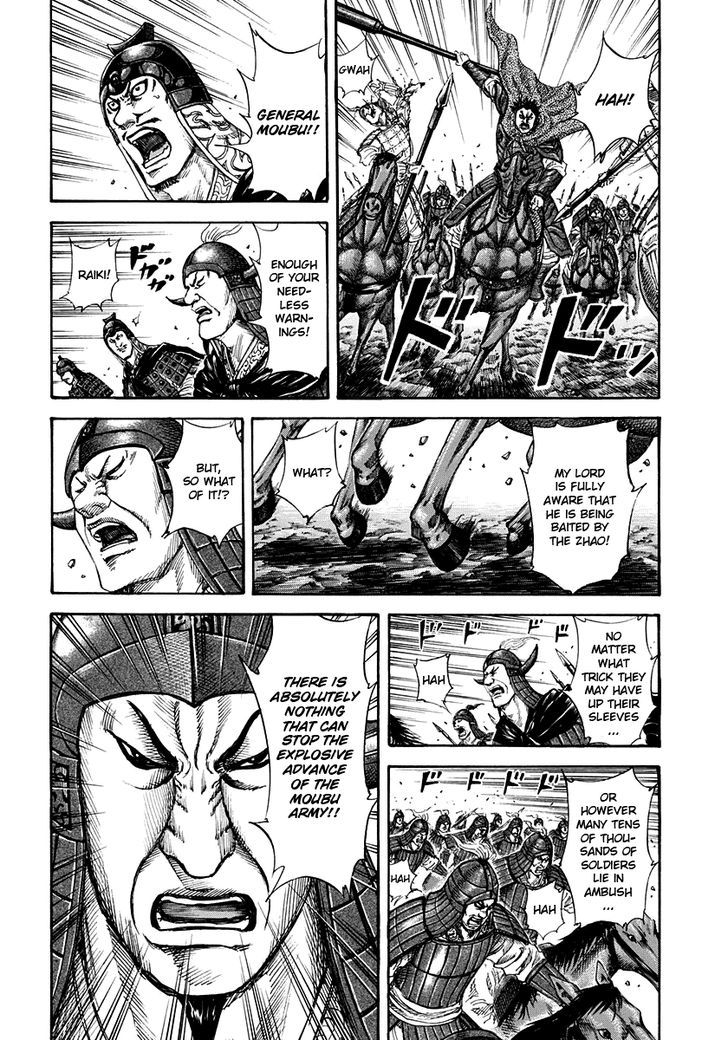 HAH!
GWAH
ドドッ
GENERAL
MOUBU!!
ENOUGH
OF YOUR
NEED-
LESS
WARN-
INGS!
ドガガ
RAIKI!
MY LORD
IS FULLY
AWARE THAT
HE IS BEING
BAITED BY
THE ZHAO!
WHAT?
BUT,
SO WHAT
OF IT!?
NO
MATTER
WHAT
TRICK THEY
MAY HAVE
UP THEIR
SLEEVES
...
ドドド
HAH
OR
HOWEVER
MANY TENS
OF THOU-
SANDS OF
SOLDIERS
LIE IN
AMBUSH
...
ドドド
HAH
HAH
THERE IS
ABSOLUTELY
NOTHING
THAT CAN
STOP THE
EXPLOSIVE
ADVANCE
OF THE
MOUBU
ARMY!!